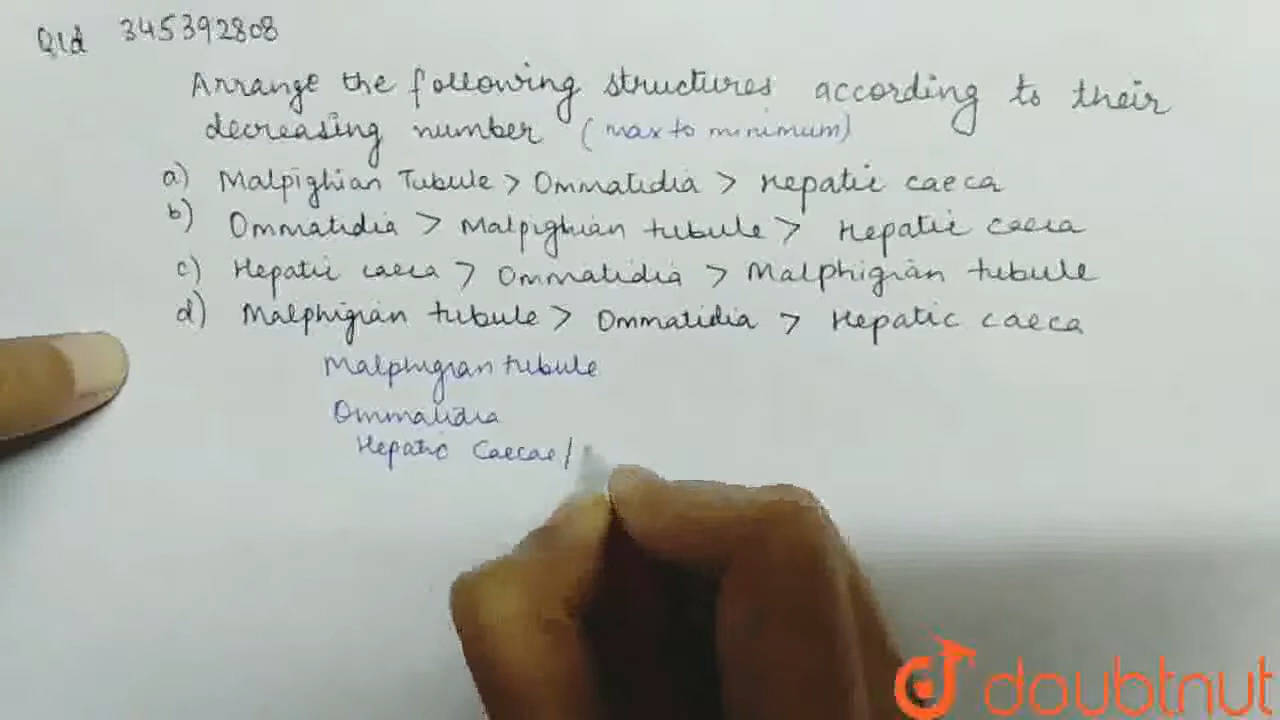 QId 345392808
Arrange the following structures according to their
decreasing number (max to minimum)
a) Malpighian Tubule > Ommatidia > Hepatic caeca
b) Ommatidia > Malpighian tubule > Hepatic caeca
c) Hepatic caeca > Ommatidia > Malphigian tubule
d) Malphigian tubule > Ommatidia > Hepatic caeca
Malphigian tubule
Ommatidia
Hepatic Caecae/
doubtnut